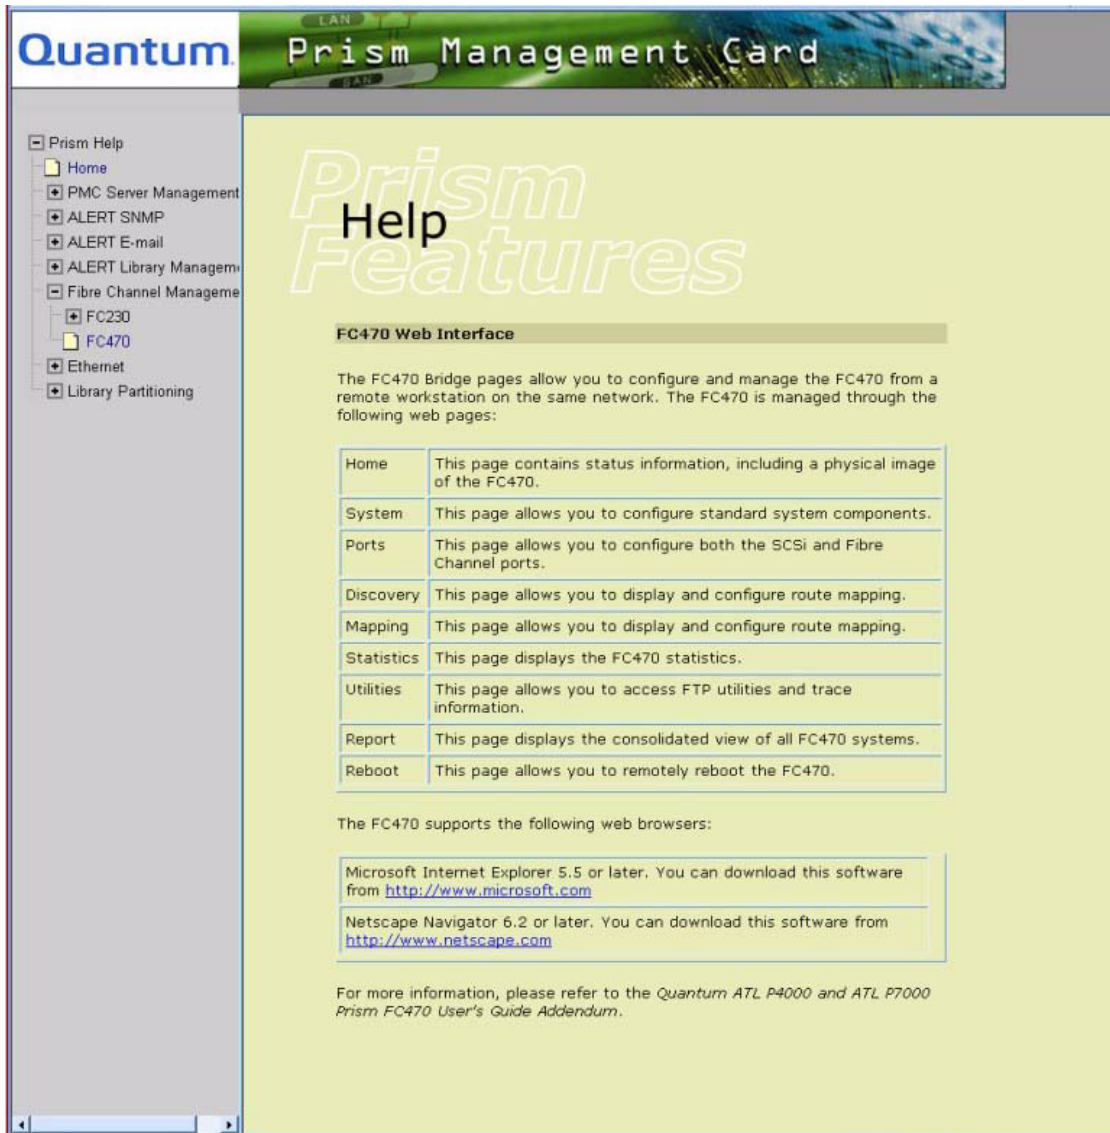 LAN
Quantum.
Prism Management Card
SAN
Prism Help
Home
PMC Server Management
ALERT SNMP
ALERT E-mail
ALERT Library Managem
Fibre Channel Manageme
FC230
FC470
Ethernet
Library Partitioning
Prism
Help
Features
FC470 Web Interface
The FC470 Bridge pages allow you to configure and manage the FC470 from a
remote workstation on the same network. The FC470 is managed through the
following web pages:
Home This page contains status information, including a physical image
of the FC470.
System This page allows you to configure standard system components.
Ports This page allows you to configure both the SCSi and Fibre
Channel ports.
Discovery This page allows you to display and configure route mapping.
Mapping This page allows you to display and configure route mapping.
Statistics This page displays the FC470 statistics.
Utilities This page allows you to access FTP utilities and trace
information.
Report This page displays the consolidated view of all FC470 systems.
Reboot This page allows you to remotely reboot the FC470.
The FC470 supports the following web browsers:
Microsoft Internet Explorer 5.5 or later. You can download this software
from http://www.microsoft.com
Netscape Navigator 6.2 or later. You can download this software from
http://www.netscape.com
For more information, please refer to the Quantum ATL P4000 and ATL P7000
Prism FC470 User's Guide Addendum.